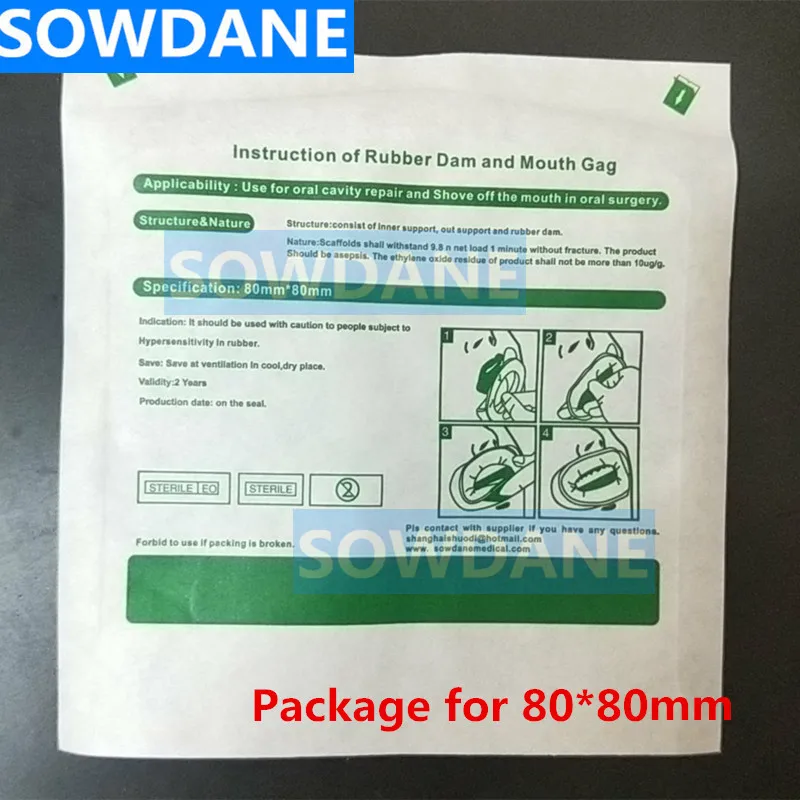 SOWDANE
Instruction of Rubber Dam and Mouth Gag
Applicability : Use for oral cavity repair and Shove off the mouth in oral surgery.
Structure&Nature
Structure:consist of Inner support, out support and rubber dam.
Nature:Scaffolds shall withstand 9.8 n net load 1 minute without fracture. The product
Should be asepsis. The ethylene oxide residue of product shall not be more than 10ug/g.
SOWDANE
Specification: 80mm*80mm
Indication: It should be used with caution to people subject to
Hypersensitivity in rubber.
Save: Save at ventilation in cool,dry place.
Validity:2 Years
Production date: on the seal.
1
2
3
4
STERILE EO
STERILE
2
Pls contact with supplier if you have any questions.
shanghaishuodi@hotmail.com
www. sowdanemedical.com
Forbid to use if packing is broken.
SOWDANE
Package for 80*80mm